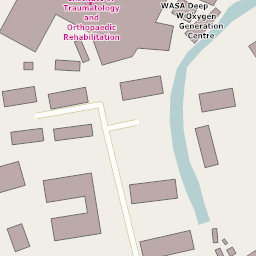 Traumatology
and
Orthopaedic
Rehabilitation
WASA Deep
W Oxygen
Generation
Centre